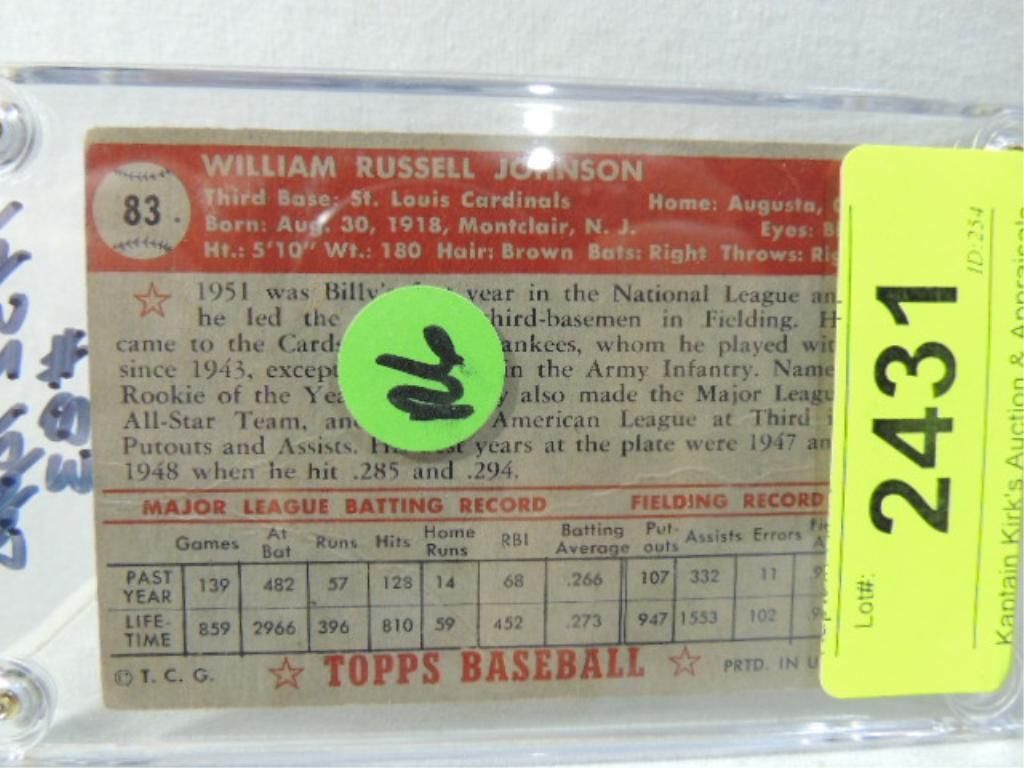 83
WILLIAM RUSSELL JOHNSON
Third Base: St. Louis Cardinals Home: Augusta,
Born: Aug. 30, 1918, Montclair, N. J. Eyes:
Ht.: 5'10" Wt.: 180 Hair: Brown Bats: Right Throws:
1951 was Billy's year in the National League
he led the third-basemen in Fielding.
came to the Cards Yankees, whom he played
since 1943, except in the Army Infantry.
Rookie of the also made the Major
All-Star Team, American League at Third
Putouts and Assists. years at the plate were 1947
1948 when he hit .285 and .294.
MAJOR LEAGUE BATTING RECORD FIELDING RECORD
Games At Bat Runs Hits Home Runs RBI Batting Average Put-outs Assists Errors
PAST YEAR 139 482 57 128 14 68 .266 107 332 11
LIFE-TIME 859 2966 396 810 59 452 .273 947 1553 102
© T. C. G. TOPPS BASEBALL PRTD. IN
Lot#:
2431
ID:254
Kantain Kirk's Auction & Appraisals